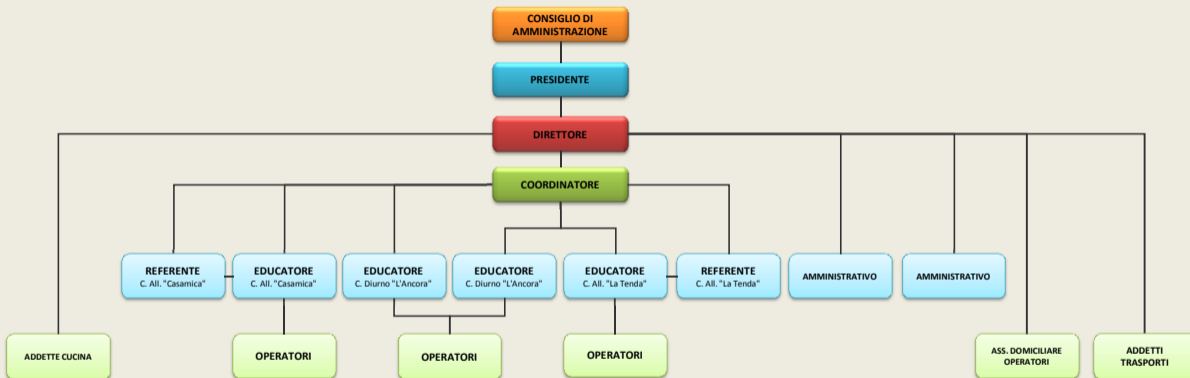 CONSIGLIO DI
AMMINISTRAZIONE
PRESIDENTE
DIRETTORE
COORDINATORE
REFERENTE
C. All. "Casamica"
EDUCATORE
C. All. "Casamica"
EDUCATORE
C. Diurno "L'Ancora"
EDUCATORE
C. Diurno "L'Ancora"
EDUCATORE
C. All. "La Tenda"
REFERENTE
C. All. "La Tenda"
AMMINISTRATIVO
AMMINISTRATIVO
ADDETTE CUCINA
OPERATORI
OPERATORI
OPERATORI
ASS. DOMICILIARE
OPERATORI
ADDETTI
TRASPORTI